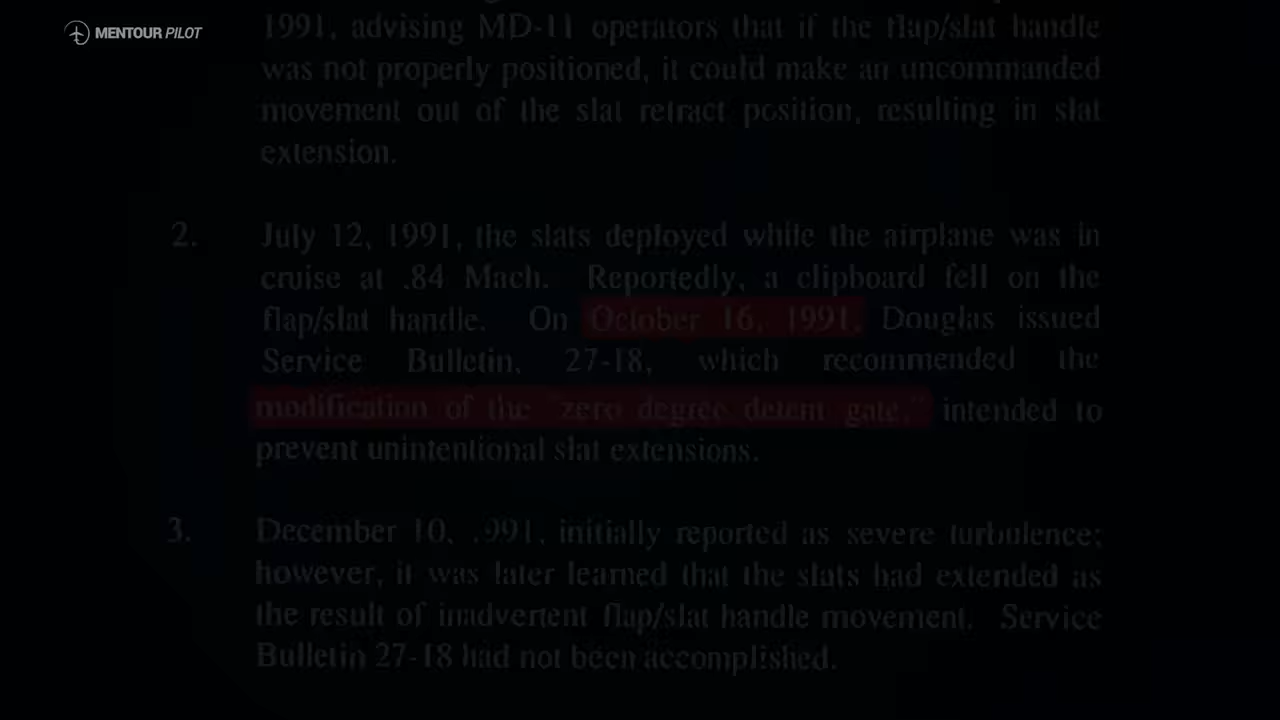 MENTOUR PILOT
1991, advising MD-11 operators that if the flap/slat handle
was not properly positioned, it could make an uncommanded
movement out of the slat retract position, resulting in slat
extension.
2. July 12, 1991, the slats deployed while the airplane was in
cruise at .84 Mach. Reportedly, a clipboard fell on the
flap/slat handle. On October 16, 1991, Douglas issued
Service Bulletin, 27-18, which recommended the
modification of the "zero degree detent gate," intended to
prevent unintentional slat extensions.
3. December 10, 1991, initially reported as severe turbulence;
however, it was later learned that the slats had extended as
the result of inadvertent flap/slat handle movement. Service
Bulletin 27-18 had not been accomplished.